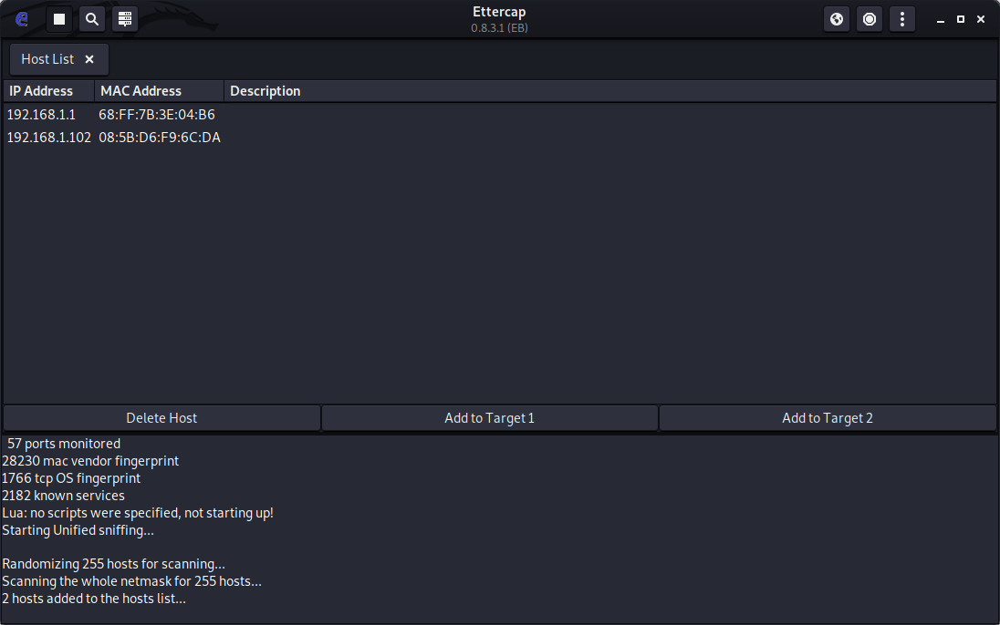 Ettercap
0.8.3.1 (EB)
Host List
IP Address MAC Address Description
192.168.1.1 68:FF:7B:3E:04:B6
192.168.1.102 08:5B:D6:F9:6C:DA
Delete Host Add to Target 1 Add to Target 2
57 ports monitored
28230 mac vendor fingerprint
1766 tcp OS fingerprint
2182 known services
Lua: no scripts were specified, not starting up!
Starting Unified sniffing...
Randomizing 255 hosts for scanning...
Scanning the whole netmask for 255 hosts...
2 hosts added to the hosts list...